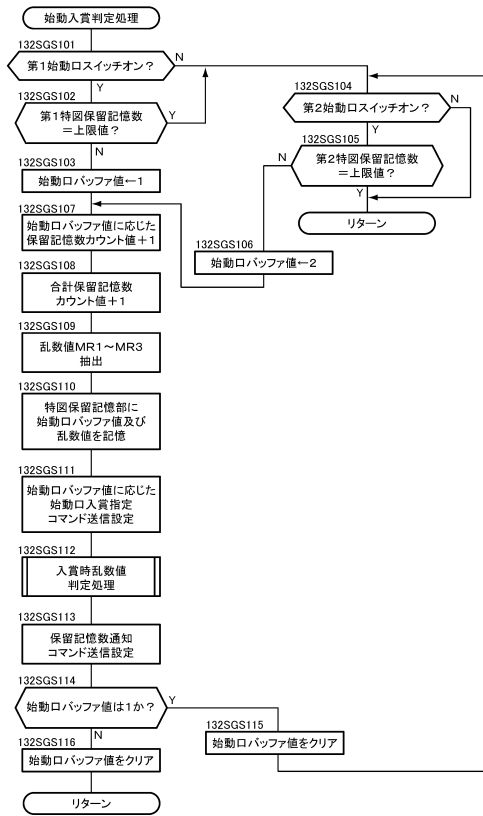 始動入賞判定処理
132SGS101
第1始動口スイッチオン？
N
Y
132SGS102
第1特図保留記憶数
＝上限値？
Y
N
132SGS103
始動口バッファ値←1
132SGS107
始動口バッファ値に応じた
保留記憶数カウント値＋1
132SGS108
合計保留記憶数
カウント値＋1
132SGS109
乱数値MR1～MR3
抽出
132SGS110
特図保留記憶部に
始動口バッファ値及び
乱数値を記憶
132SGS111
始動口バッファ値に応じた
始動口入賞指定
コマンド送信設定
132SGS112
入賞時乱数値
判定処理
132SGS113
保留記憶数通知
コマンド送信設定
132SGS114
始動口バッファ値は1か？
Y
N
132SGS116
始動口バッファ値をクリア
リターン
132SGS104
第2始動口スイッチオン？
N
Y
132SGS105
第2特図保留記憶数
＝上限値？
N
Y
リターン
132SGS106
始動口バッファ値←2
132SGS115
始動口バッファ値をクリア